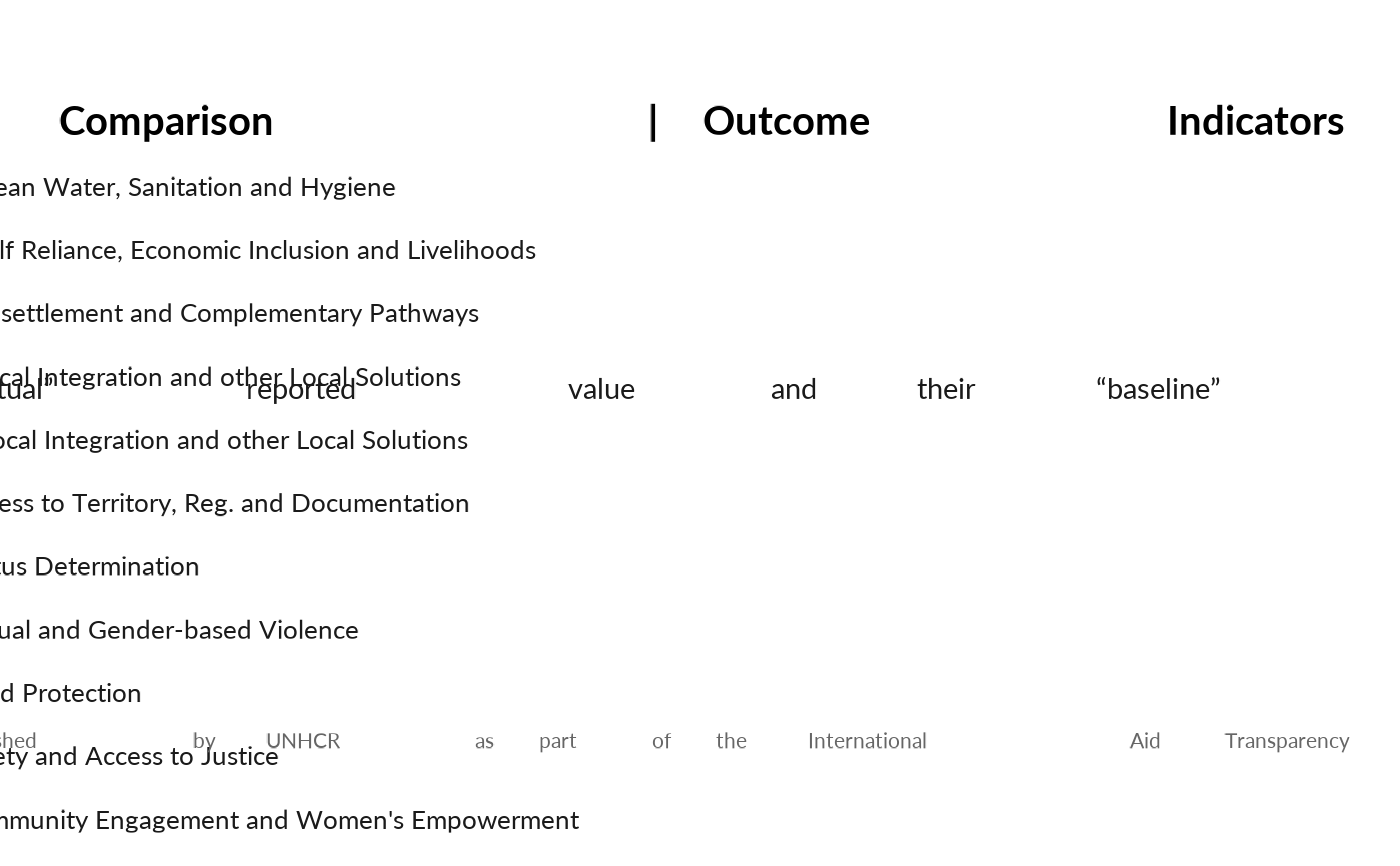 Comparison | Outcome Indicators
ean Water, Sanitation and Hygiene
lf Reliance, Economic Inclusion and Livelihoods
settlement and Complementary Pathways
cal Integration and other Local Solutions
tual” reported value and their “baseline”
ocal Integration and other Local Solutions
ess to Territory, Reg. and Documentation
tus Determination
ual and Gender-based Violence
d Protection
shed by UNHCR as part of the International Aid Transparency
ety and Access to Justice
mmunity Engagement and Women's Empowerment